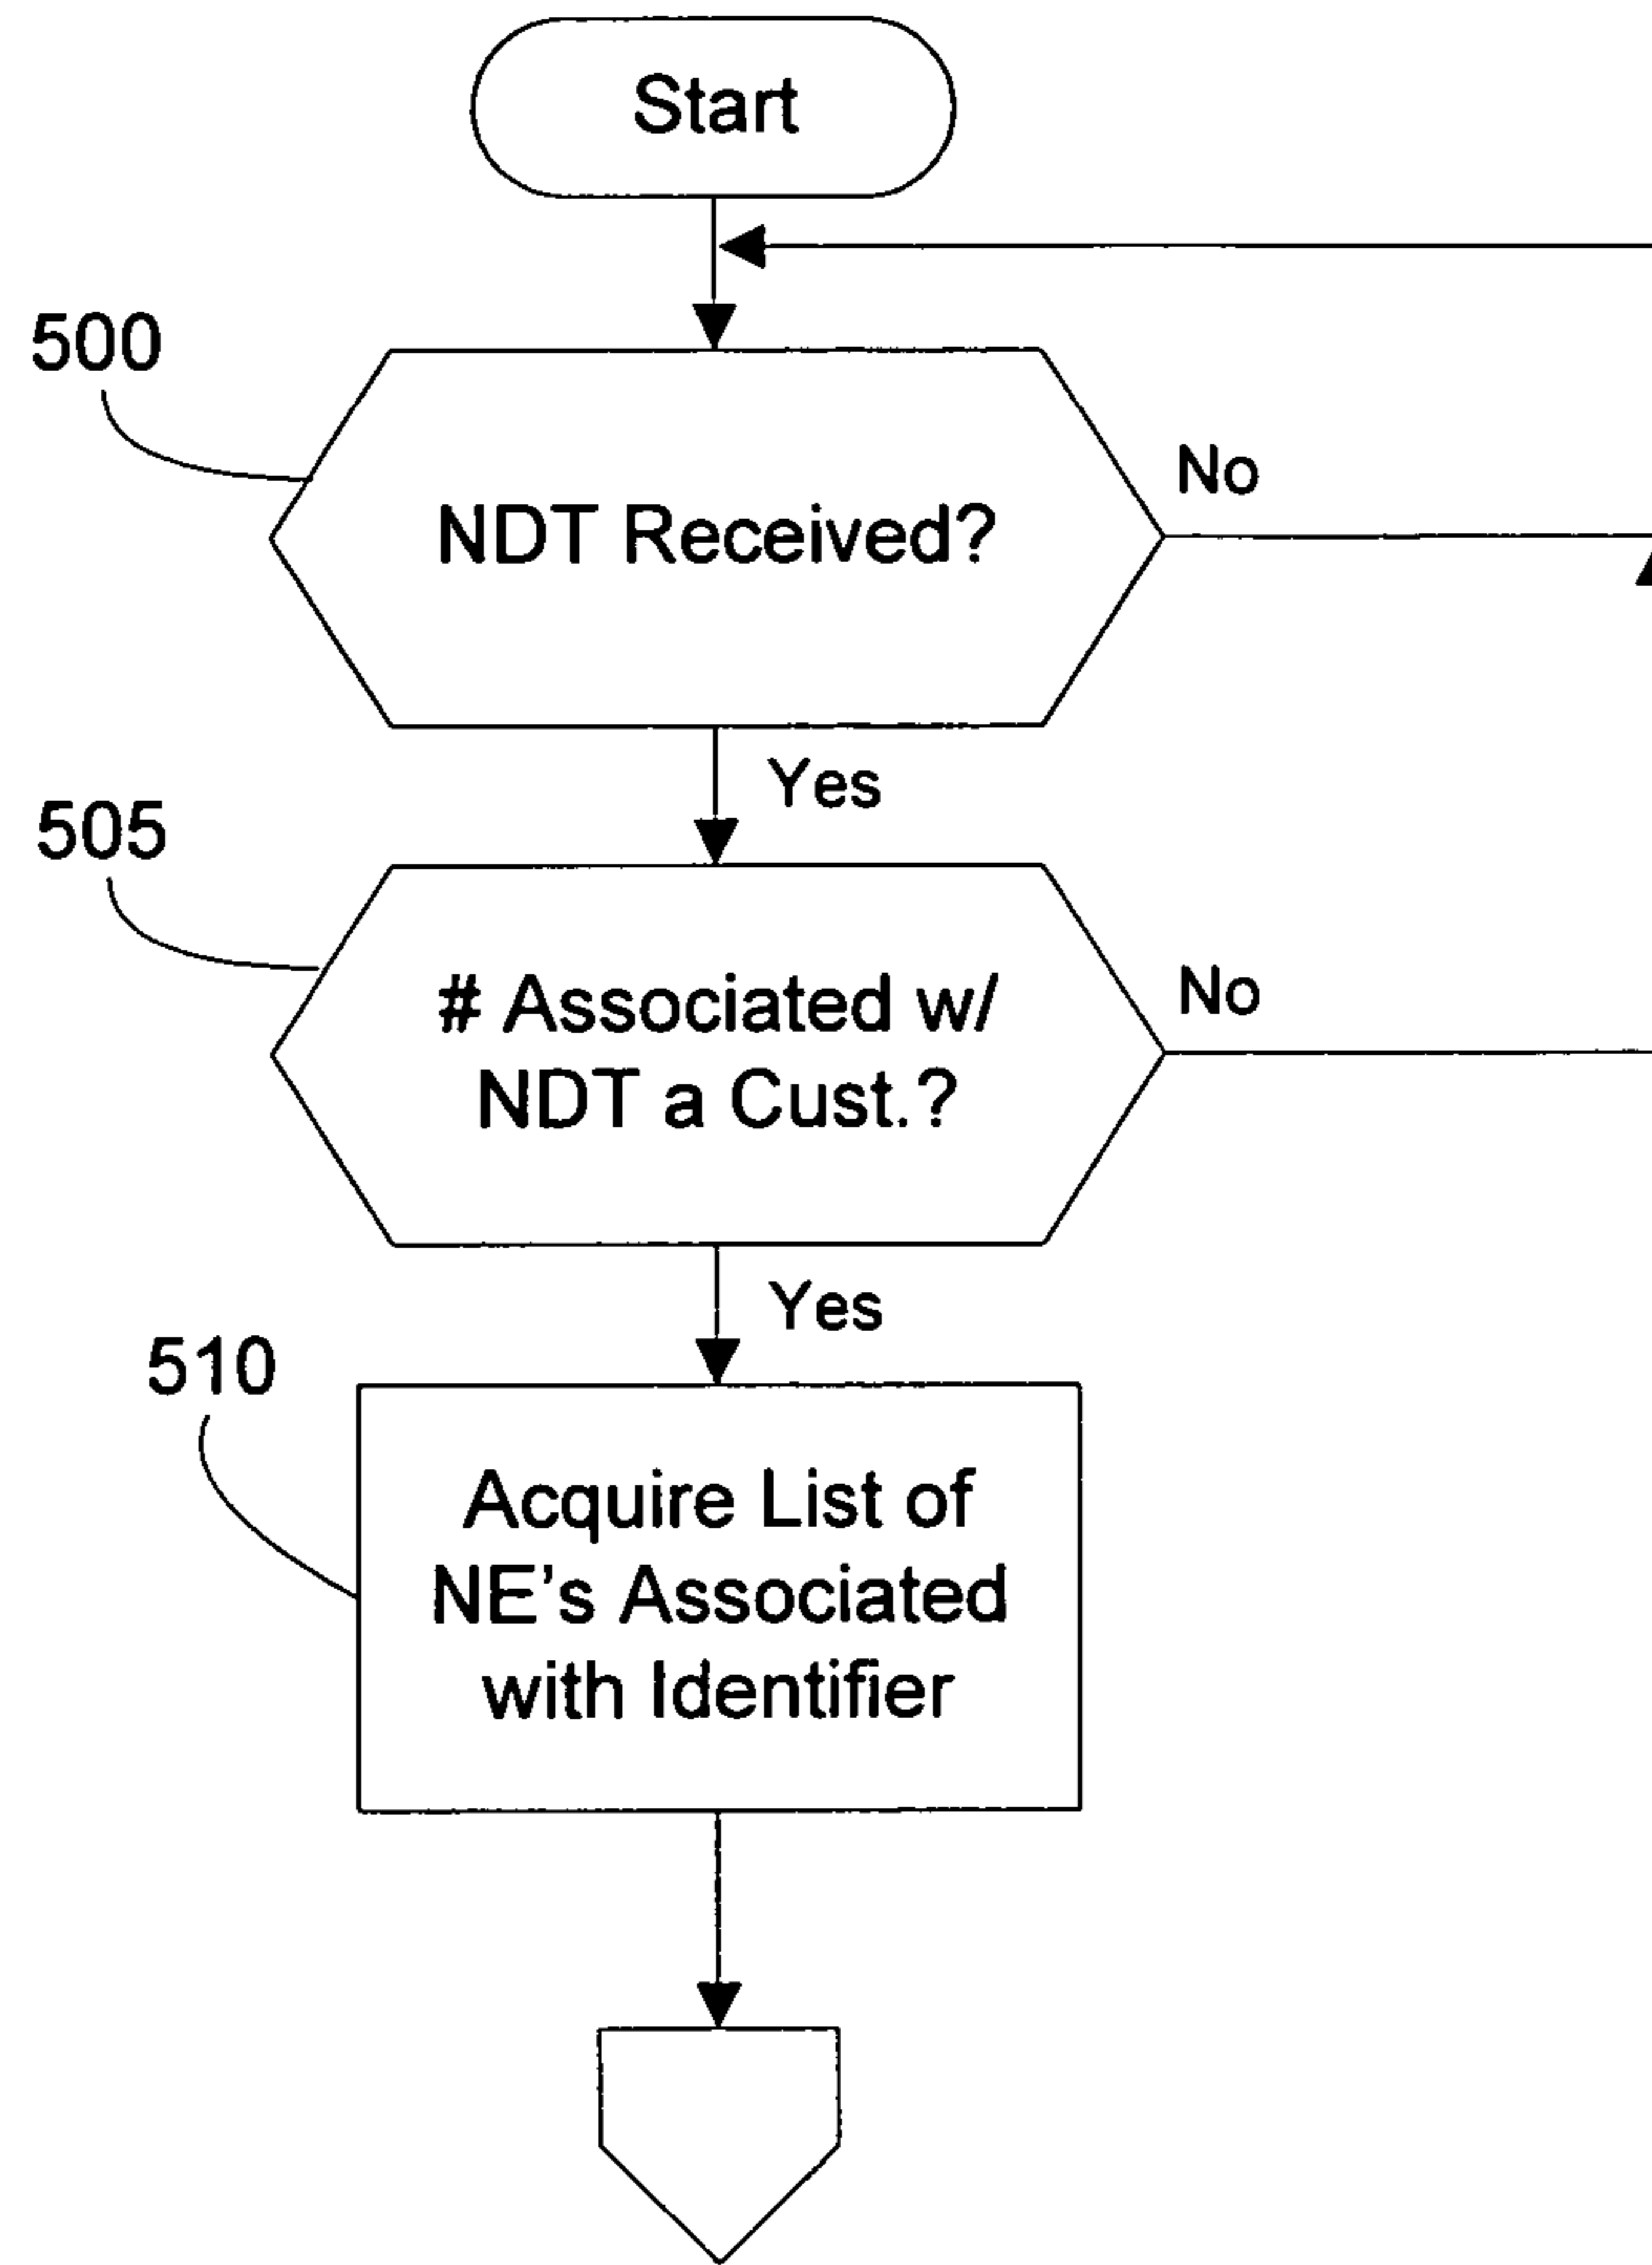 Start
500
NDT Received?
No
Yes
505
# Associated w/
NDT a Cust.?
No
Yes
510
Acquire List of
NE's Associated
with Identifier